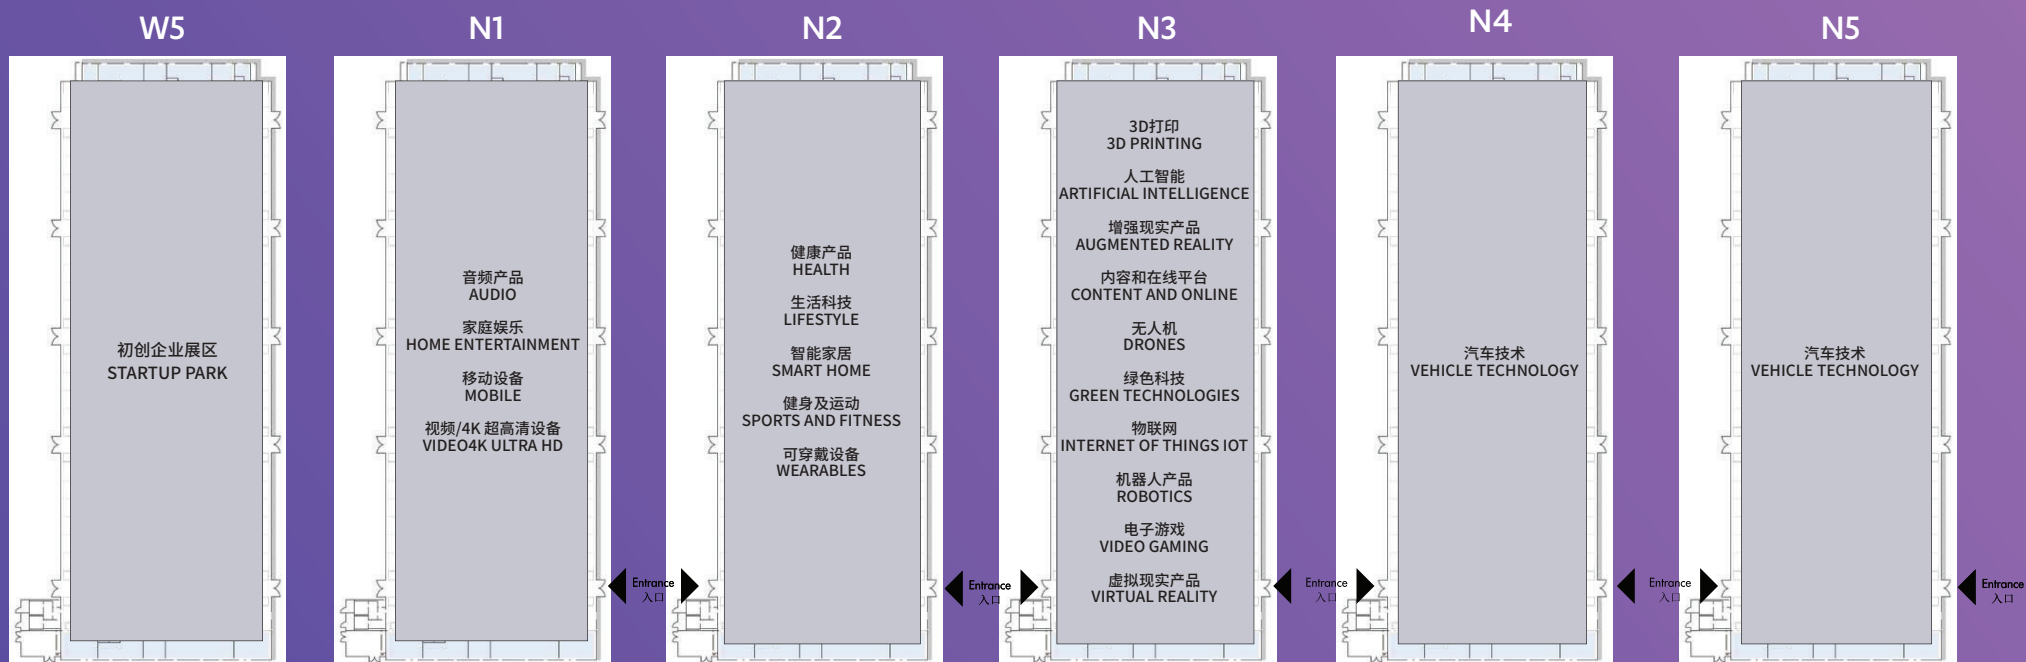 W5
初创企业展区
STARTUP PARK
N1
音频产品
AUDIO
家庭娱乐
HOME ENTERTAINMENT
移动设备
MOBILE
视频/4K 超高清设备
VIDEO4K ULTRA HD
Entrance
入口
N2
健康产品
HEALTH
生活科技
LIFESTYLE
智能家居
SMART HOME
健身及运动
SPORTS AND FITNESS
可穿戴设备
WEARABLES
Entrance
入口
N3
3D打印
3D PRINTING
人工智能
ARTIFICIAL INTELLIGENCE
增强现实产品
AUGMENTED REALITY
内容和在线平台
CONTENT AND ONLINE
无人机
DRONES
绿色科技
GREEN TECHNOLOGIES
物联网
INTERNET OF THINGS IOT
机器人产品
ROBOTICS
电子游戏
VIDEO GAMING
虚拟现实产品
VIRTUAL REALITY
Entrance
入口
N4
汽车技术
VEHICLE TECHNOLOGY
Entrance
入口
N5
汽车技术
VEHICLE TECHNOLOGY
Entrance
入口